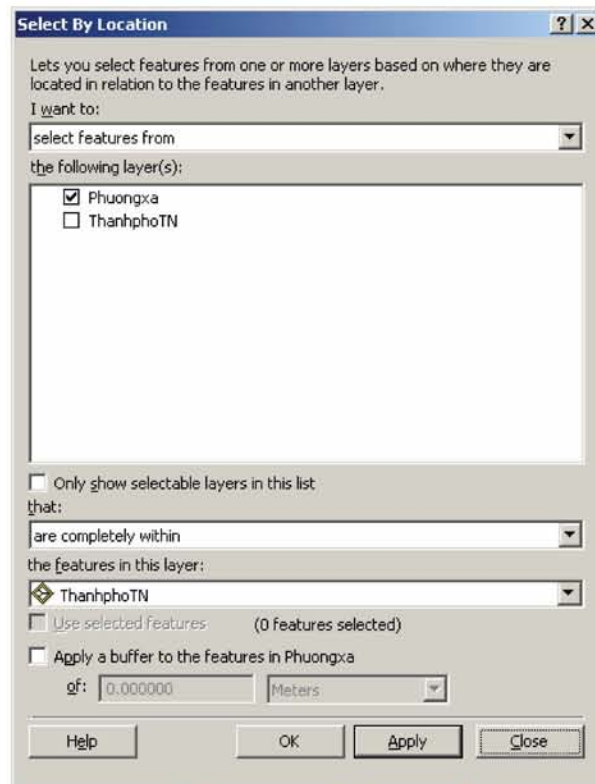 Select By Location
Lets you select features from one or more layers based on where they are
located in relation to the features in another layer.
I want to:
select features from
the following layer(s):
Phuongxa
ThanhphoTN
Only show selectable layers in this list
that:
are completely within
the features in this layer:
ThanhphoTN
Use selected features (0 features selected)
Apply a buffer to the features in Phuongxa
of: 0.000000 Meters
Help OK Apply Close